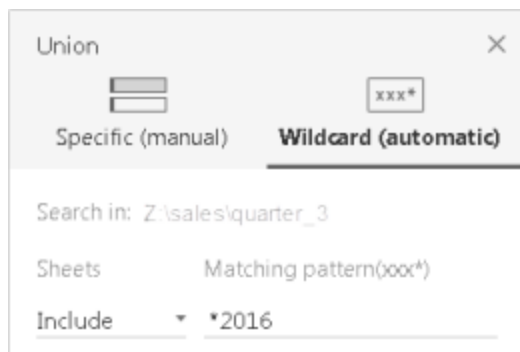 Union
xxx*
Specific (manual) Wildcard (automatic)
Search in: Z:\sales\quarter_3
Sheets Matching pattern(xxx*)
Include *2016